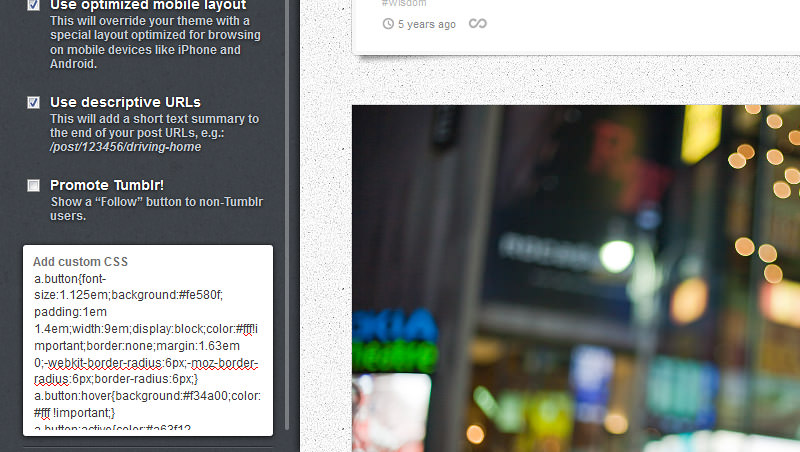 Use optimized mobile layout
This will override your theme with a
special layout optimized for browsing
on mobile devices like iPhone and
Android.
Use descriptive URLs
This will add a short text summary to
the end of your post URLs, e.g.:
/post/123456/driving-home
Promote Tumblr!
Show a “Follow” button to non-Tumblr
users.
Add custom CSS
a.button{font-
size:1.125em;background:#fe580f;
padding:1em
1.4em;width:9em;display:block;color:#fff!i
mportant;border:none;margin:1.63em
0;-webkit-border-radius:6px;-moz-border-
radius:6px;border-radius:6px;}
a.button:hover{background:#f34a00;color:
#fff !important;}
a.button:active{color:#a63f12
#wisdom
5 years ago